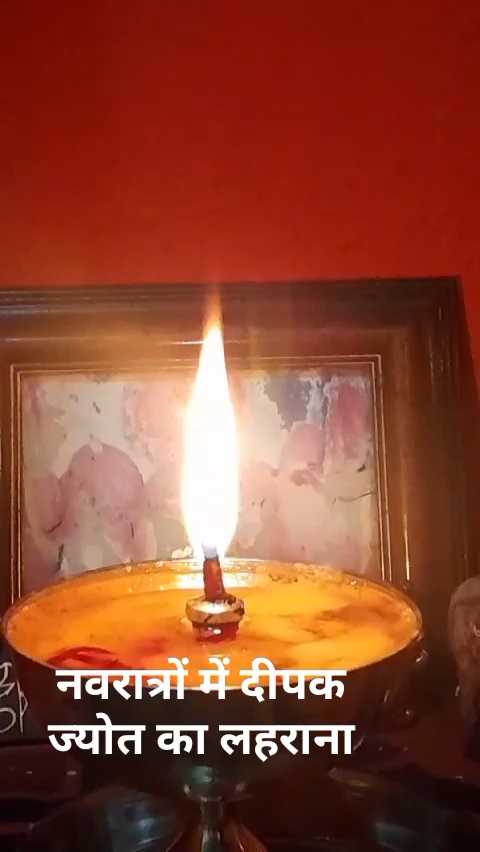 नवरात्रों में दीपक
ज्योत का लहराना